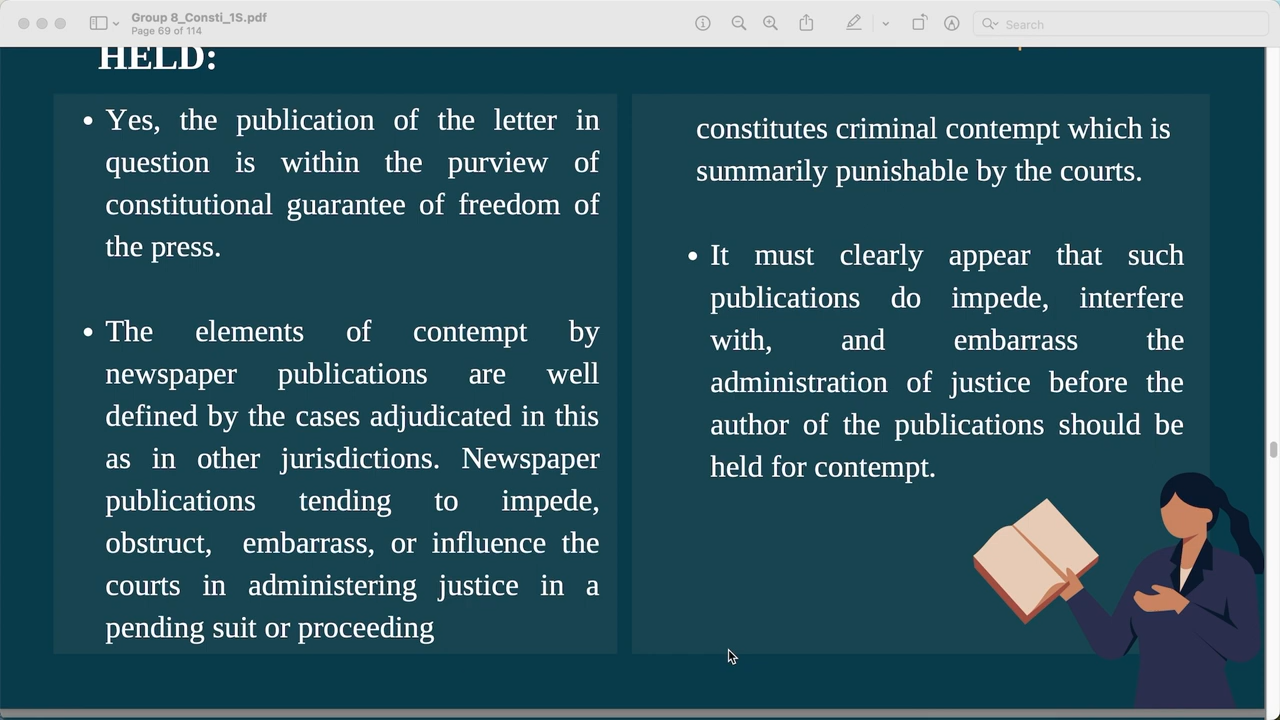 Group 8_Consti_1S.pdf
Page 69 of 114
Search
HELD:
• Yes, the publication of the letter in
question is within the purview of
constitutional guarantee of freedom of
the press.
• The elements of contempt by
newspaper publications are well
defined by the cases adjudicated in this
as in other jurisdictions. Newspaper
publications tending to impede,
obstruct, embarrass, or influence the
courts in administering justice in a
pending suit or proceeding
constitutes criminal contempt which is
summarily punishable by the courts.
• It must clearly appear that such
publications do impede, interfere
with, and embarrass the
administration of justice before the
author of the publications should be
held for contempt.